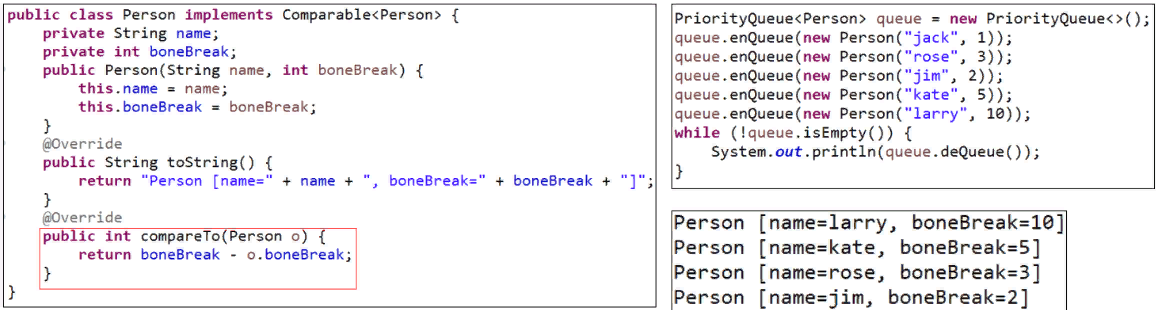 public class Person implements Comparable<Person> {
    private String name;
    private int boneBreak;
    public Person(String name, int boneBreak) {
        this.name = name;
        this.boneBreak = boneBreak;
    }
    @Override
    public String toString() {
        return "Person [name=" + name + ", boneBreak=" + boneBreak + "]";
    }
    @Override
    public int compareTo(Person o) {
        return boneBreak - o.boneBreak;
    }
}
PriorityQueue<Person> queue = new PriorityQueue<>();
queue.enQueue(new Person("jack", 1));
queue.enQueue(new Person("rose", 3));
queue.enQueue(new Person("jim", 2));
queue.enQueue(new Person("kate", 5));
queue.enQueue(new Person("larry", 10));
while (!queue.isEmpty()) {
    System.out.println(queue.deQueue());
}
Person [name=larry, boneBreak=10]
Person [name=kate, boneBreak=5]
Person [name=rose, boneBreak=3]
Person [name=jim, boneBreak=2]